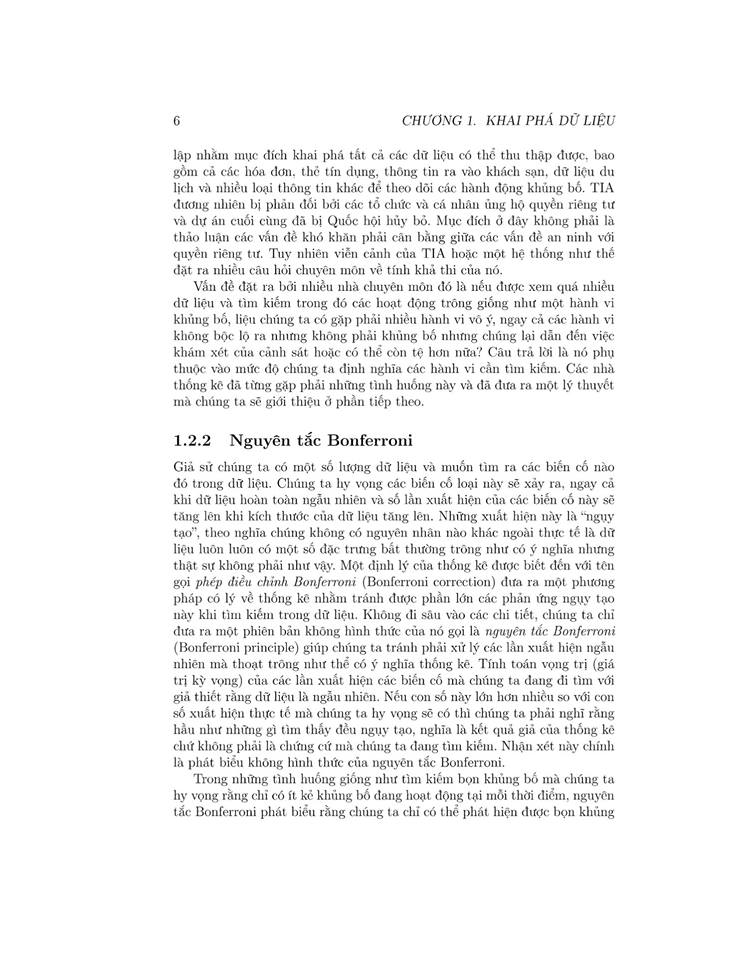 6 CHƯƠNG 1. KHAI PHÁ DỮ LIỆU
lập nhằm mục đích khai phá tất cả các dữ liệu có thể thu thập được, bao
gồm cả các hóa đơn, thẻ tín dụng, thông tin ra vào khách sạn, dữ liệu du
lịch và nhiều loại thông tin khác để theo dõi các hành động khủng bố. TIA
đương nhiên bị phản đối bởi các tổ chức và cá nhân ủng hộ quyền riêng tư
và dự án cuối cùng đã bị Quốc hội hủy bỏ. Mục đích ở đây không phải là
thảo luận các vấn đề khó khăn phải cân bằng giữa các vấn đề an ninh với
quyền riêng tư. Tuy nhiên viễn cảnh của TIA hoặc một hệ thống như thế
đặt ra nhiều câu hỏi chuyên môn về tính khả thi của nó.
Vấn đề đặt ra bởi nhiều nhà chuyên môn đó là nếu được xem quá nhiều
dữ liệu và tìm kiếm trong đó các hoạt động trông giống như một hành vi
khủng bố, liệu chúng ta có gặp phải nhiều hành vi vô ý, ngay cả các hành vi
không bộc lộ ra nhưng không phải khủng bố nhưng chúng lại dẫn đến việc
khám xét của cảnh sát hoặc có thể còn tệ hơn nữa? Câu trả lời là nó phụ
thuộc vào mức độ chúng ta định nghĩa các hành vi cần tìm kiếm. Các nhà
thống kê đã từng gặp phải những tình huống này và đã đưa ra một lý thuyết
mà chúng ta sẽ giới thiệu ở phần tiếp theo.
1.2.2 Nguyên tắc Bonferroni
Giả sử chúng ta có một số lượng dữ liệu và muốn tìm ra các biến cố nào
đó trong dữ liệu. Chúng ta hy vọng các biến cố loại này sẽ xảy ra, ngay cả
khi dữ liệu hoàn toàn ngẫu nhiên và số lần xuất hiện của các biến cố này sẽ
tăng lên khi kích thước của dữ liệu tăng lên. Những xuất hiện này là “ngụy
tạo”, theo nghĩa chúng không có nguyên nhân nào khác ngoài thực tế là dữ
liệu luôn luôn có một số đặc trưng bất thường trông như có ý nghĩa nhưng
thật sự không phải như vậy. Một định lý của thống kê được biết đến với tên
gọi phép điều chỉnh Bonferroni (Bonferroni correction) đưa ra một phương
pháp có lý về thống kê nhằm tránh được phần lớn các phản ứng ngụy tạo
này khi tìm kiếm trong dữ liệu. Không đi sâu vào các chi tiết, chúng ta chỉ
đưa ra một phiên bản không hình thức của nó gọi là nguyên tắc Bonferroni
(Bonferroni principle) giúp chúng ta tránh phải xử lý các lần xuất hiện ngẫu
nhiên mà thoạt trông như thể có ý nghĩa thống kê. Tính toán vọng trị (giá
trị kỳ vọng) của các lần xuất hiện các biến cố mà chúng ta đang đi tìm với
giả thiết rằng dữ liệu là ngẫu nhiên. Nếu con số này lớn hơn nhiều so với con
số xuất hiện thực tế mà chúng ta hy vọng sẽ có thì chúng ta phải nghĩ rằng
hầu như những gì tìm thấy đều ngụy tạo, nghĩa là kết quả giả của thống kê
chứ không phải là chứng cứ mà chúng ta đang tìm kiếm. Nhận xét này chính
là phát biểu không hình thức của nguyên tắc Bonferroni.
Trong những tình huống giống như tìm kiếm bọn khủng bố mà chúng ta
hy vọng rằng chỉ có ít kẻ khủng bố đang hoạt động tại mỗi thời điểm, nguyên
tắc Bonferroni phát biểu rằng chúng ta chỉ có thể phát hiện được bọn khủng